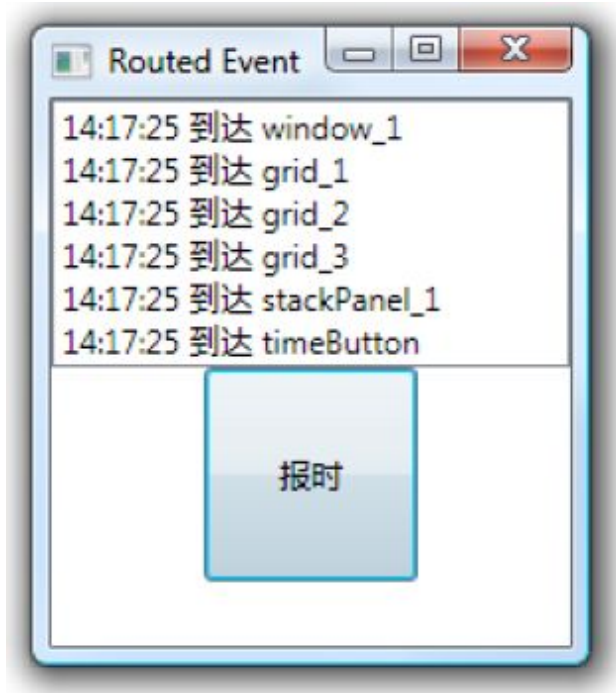 Routed Event
14:17:25 到达 window_1
14:17:25 到达 grid_1
14:17:25 到达 grid_2
14:17:25 到达 grid_3
14:17:25 到达 stackPanel_1
14:17:25 到达 timeButton
报时